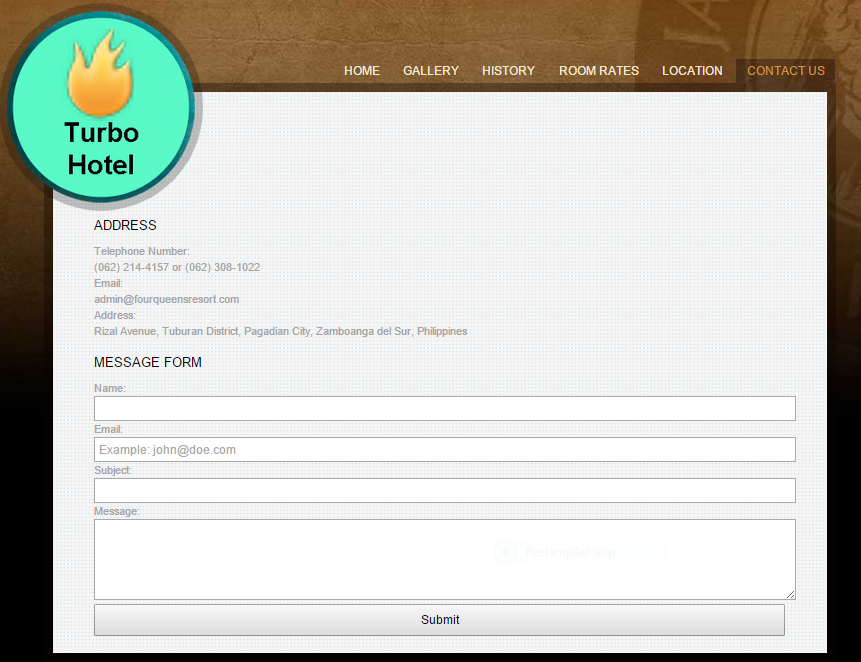 Turbo
Hotel
HOME GALLERY HISTORY ROOM RATES LOCATION CONTACT US
ADDRESS
Telephone Number:
(062) 214-4157 or (062) 308-1022
Email:
admin@fourqueensresort.com
Address:
Rizal Avenue, Tuburan District, Pagadian City, Zamboanga del Sur, Philippines
MESSAGE FORM
Name:
Email:
Example: john@doe.com
Subject:
Message:
Rectangular Snip
Submit